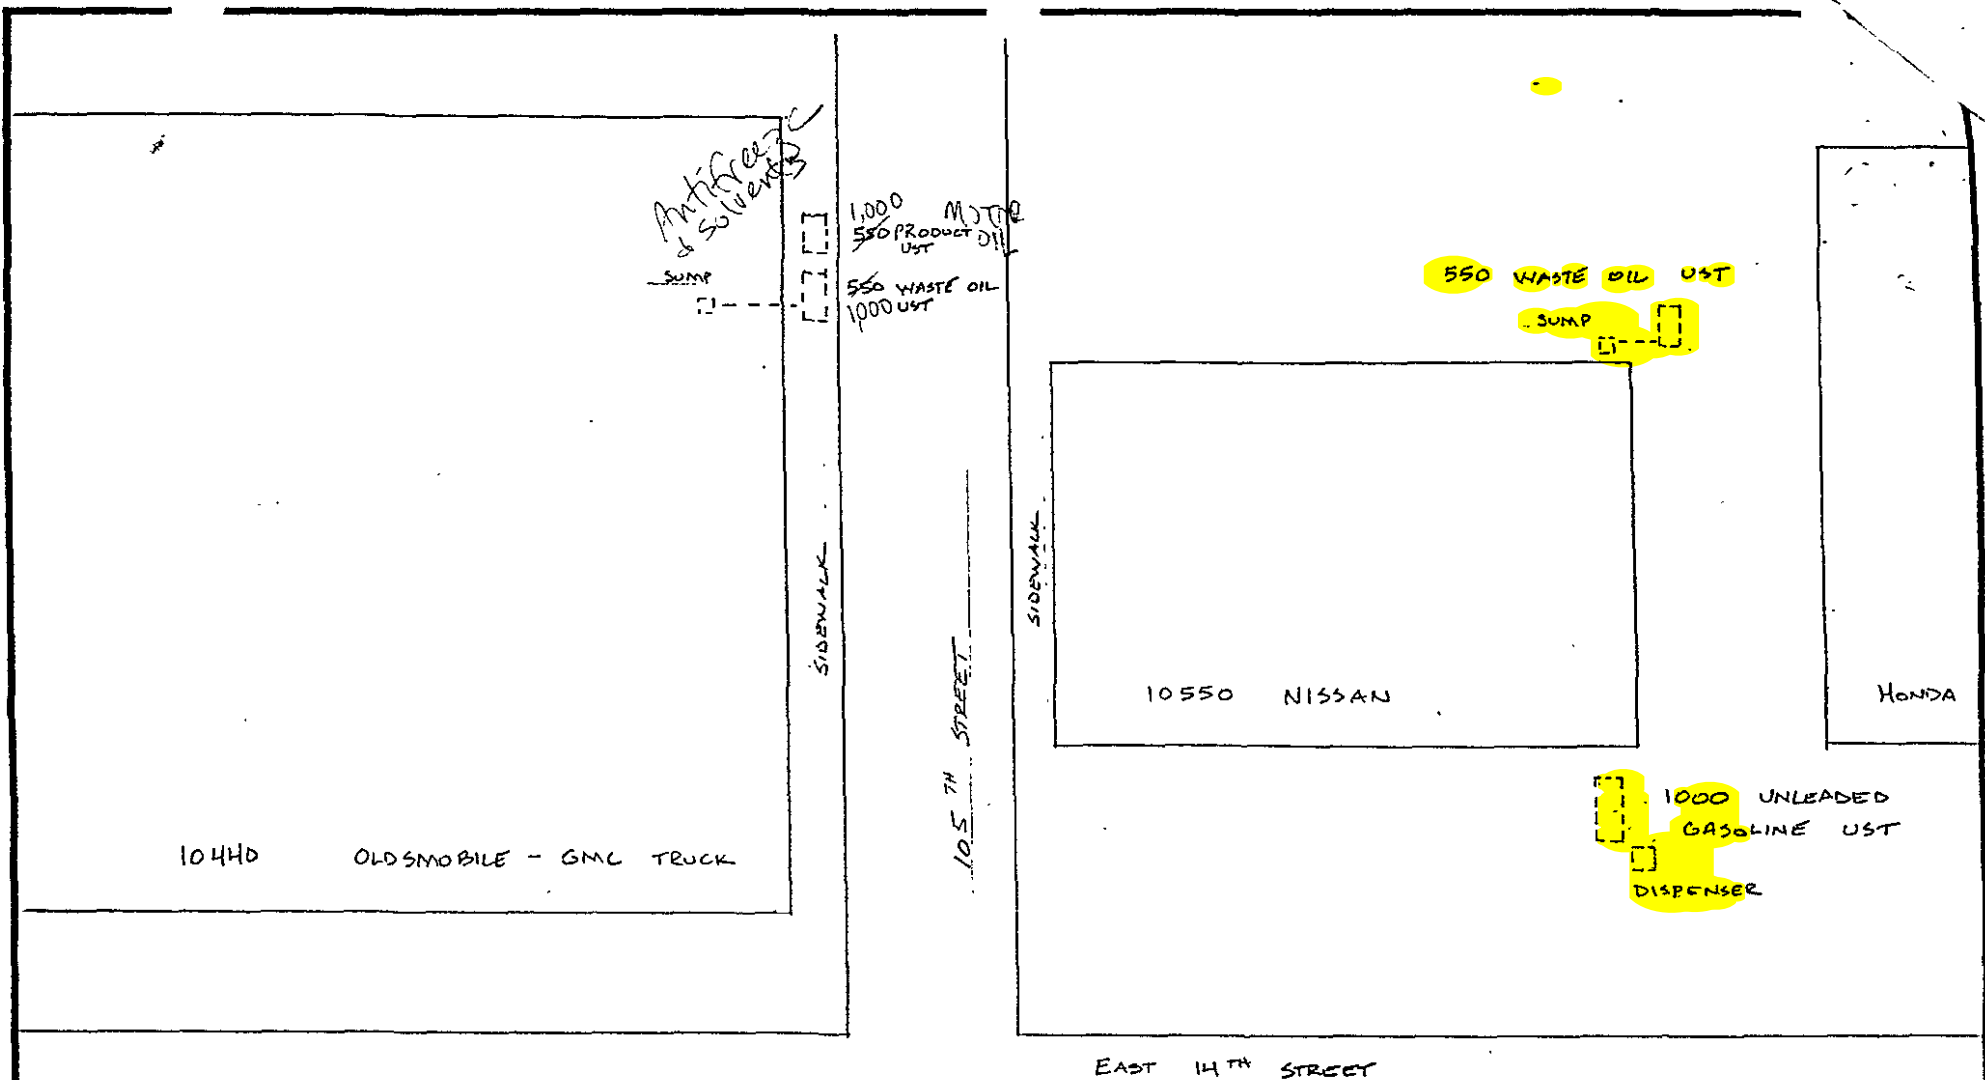 Antifreeze
& Solvents
1,000 MOTOR
550 PRODUCT OIL
UST
SUMP
550 WASTE OIL
1000 UST
550 WASTE OIL UST
SUMP
SIDEWALK
SIDEWALK
105TH STREET
10550 NISSAN
HONDA
1000 UNLEADED
GASOLINE UST
DISPENSER
10440 OLDSMOBILE - GMC TRUCK
EAST 14TH STREET